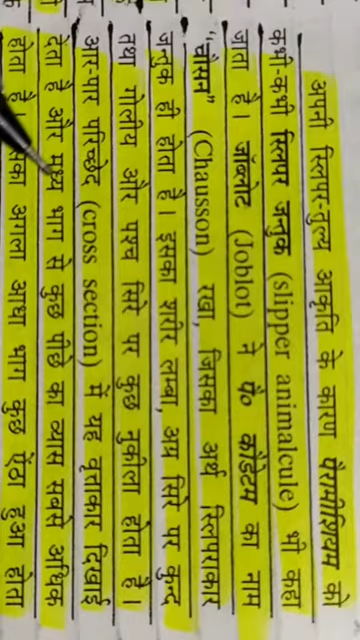 अपनी स्लिपर-तुल्य आकृति के कारण पैरामीशियम को
कभी-कभी स्लिपर जन्तुक (slipper animalcule) भी कहा
जाता है। जॉब्लोट (Joblot) ने पै० कौडेटम का नाम
"चौसन" (Chausson) रखा, जिसका अर्थ स्लिपराकार
जन्तुक ही होता है। इसका शरीर लम्बा, अग्र सिरे पर कुन्द
तथा गोलीय और पश्च सिरे पर कुछ नुकीला होता है।
आर-पार परिच्छेद (cross section) में यह वृत्ताकार दिखाई
देता है और मध्य भाग से कुछ पीछे का व्यास सबसे अधिक
होता है। अगला आधा भाग कुछ ऐंठा हुआ होता